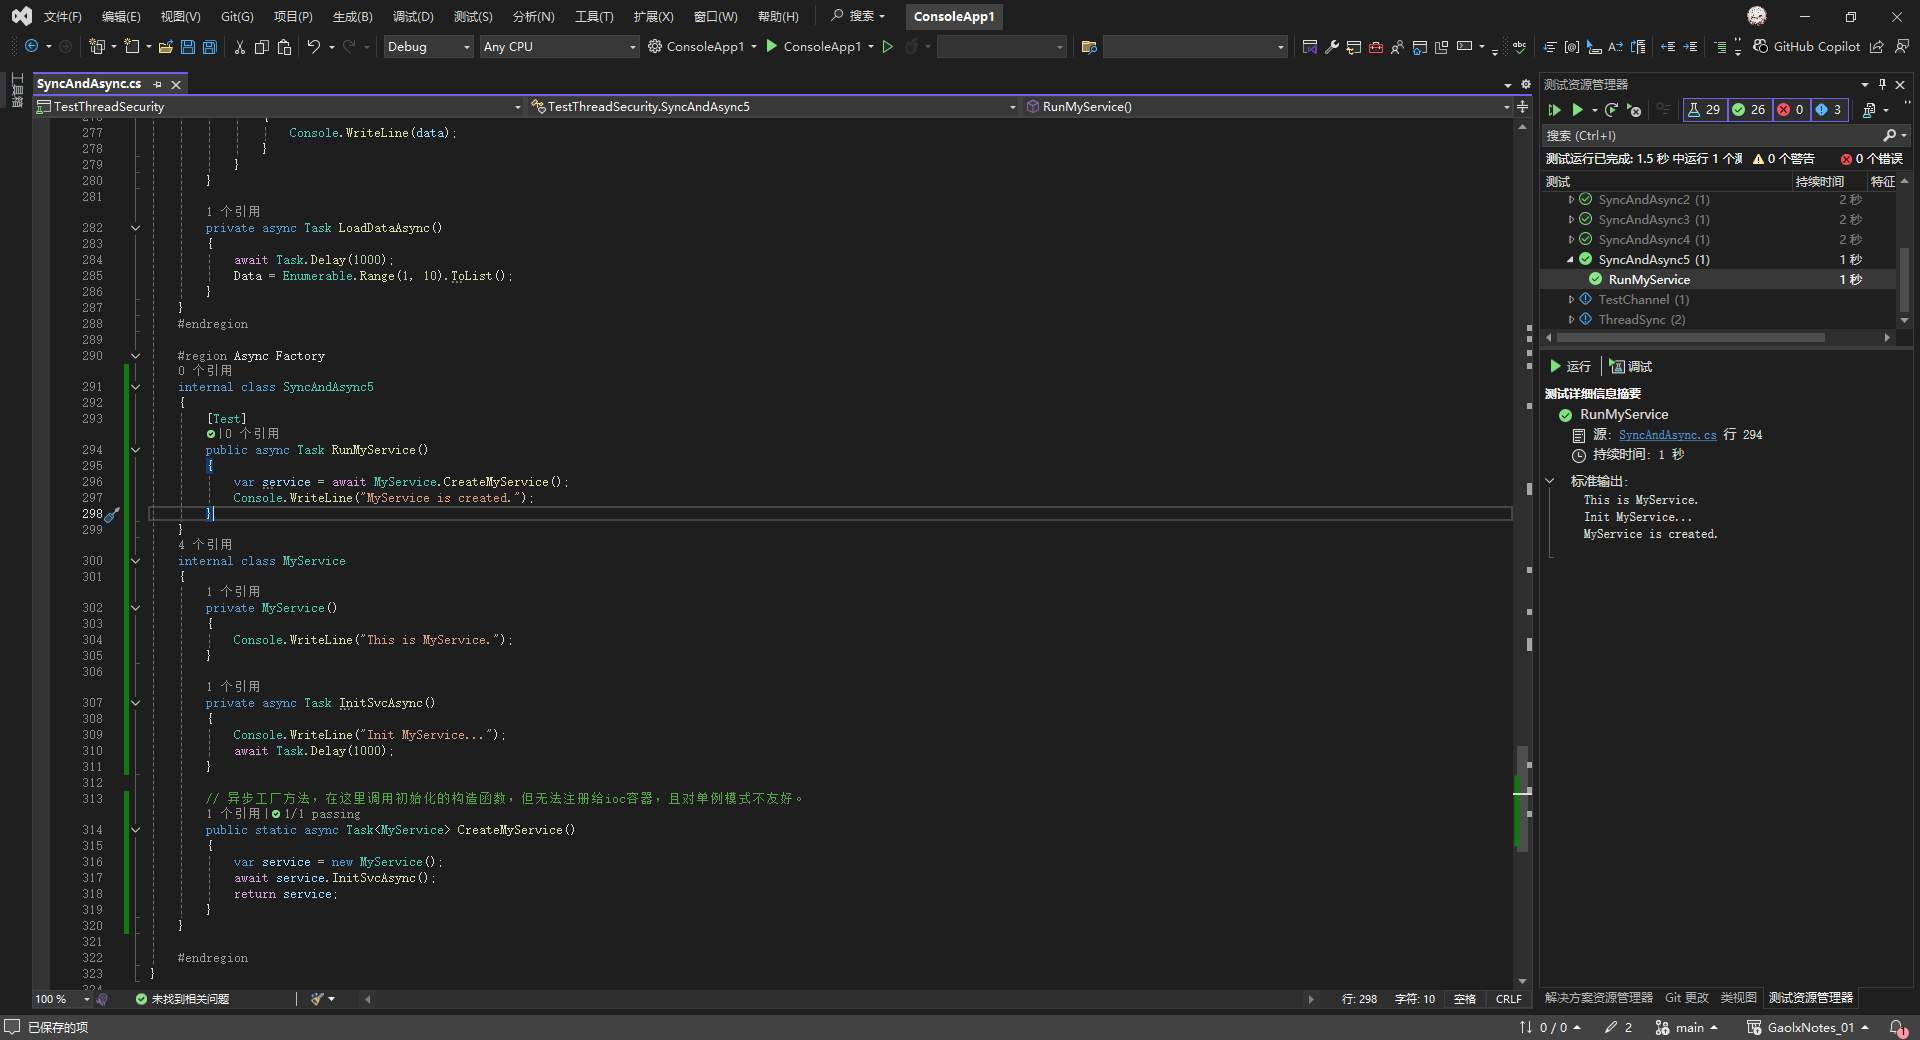 文件(F) 编辑(E) 视图(V) Git(G) 项目(P) 生成(B) 调试(D) 测试(S) 分析(N) 工具(T) 扩展(X) 窗口(W) 帮助(H) 搜索 ConsoleApp1
Debug Any CPU ConsoleApp1 ConsoleApp1 GitHub Copilot
工具箱
SyncAndAsync.cs
TestThreadSecurity TestThreadSecurity.SyncAndAsync5 RunMyService()
276 {
277 Console.WriteLine(data);
278 }
279 }
280 }
281
1 个引用
282 private async Task LoadDataAsync()
283 {
284 await Task.Delay(1000);
285 Data = Enumerable.Range(1, 10).ToList();
286 }
287 }
288 #endregion
289
290 #region Async Factory
0 个引用
291 internal class SyncAndAsync5
292 {
293 [Test]
|0 个引用
294 public async Task RunMyService()
295 {
296 var service = await MyService.CreateMyService();
297 Console.WriteLine("MyService is created.");
298 }
299 }
4 个引用
300 internal class MyService
301 {
1 个引用
302 private MyService()
303 {
304 Console.WriteLine("This is MyService.");
305 }
306
1 个引用
307 private async Task InitSvcAsync()
308 {
309 Console.WriteLine("Init MyService...");
310 await Task.Delay(1000);
311 }
312
313 // 异步工厂方法，在这里调用初始化的构造函数，但无法注册给ioc容器，且对单例模式不友好。
1 个引用|1/1 passing
314 public static async Task<MyService> CreateMyService()
315 {
316 var service = new MyService();
317 await service.InitSvcAsync();
318 return service;
319 }
320 }
321
322 #endregion
323 }
324
100 % 未找到相关问题 行: 298 字符: 10 空格 CRLF
测试资源管理器
29 26 0 3
搜索 (Ctrl+I)
测试运行已完成: 1.5 秒 中运行 1 个测 0 个警告 0 个错误
测试 持续时间 特征
SyncAndAsync2 (1) 2 秒
SyncAndAsync3 (1) 2 秒
SyncAndAsync4 (1) 2 秒
SyncAndAsync5 (1) 1 秒
RunMyService 1 秒
TestChannel (1)
ThreadSync (2)
运行 调试
测试详细信息摘要
RunMyService
源: SyncAndAsync.cs 行 294
持续时间: 1 秒
标准输出:
This is MyService.
Init MyService...
MyService is created.
解决方案资源管理器 Git 更改 类视图 测试资源管理器
已保存的项 0 / 0 2 main GaolxNotes_01 1